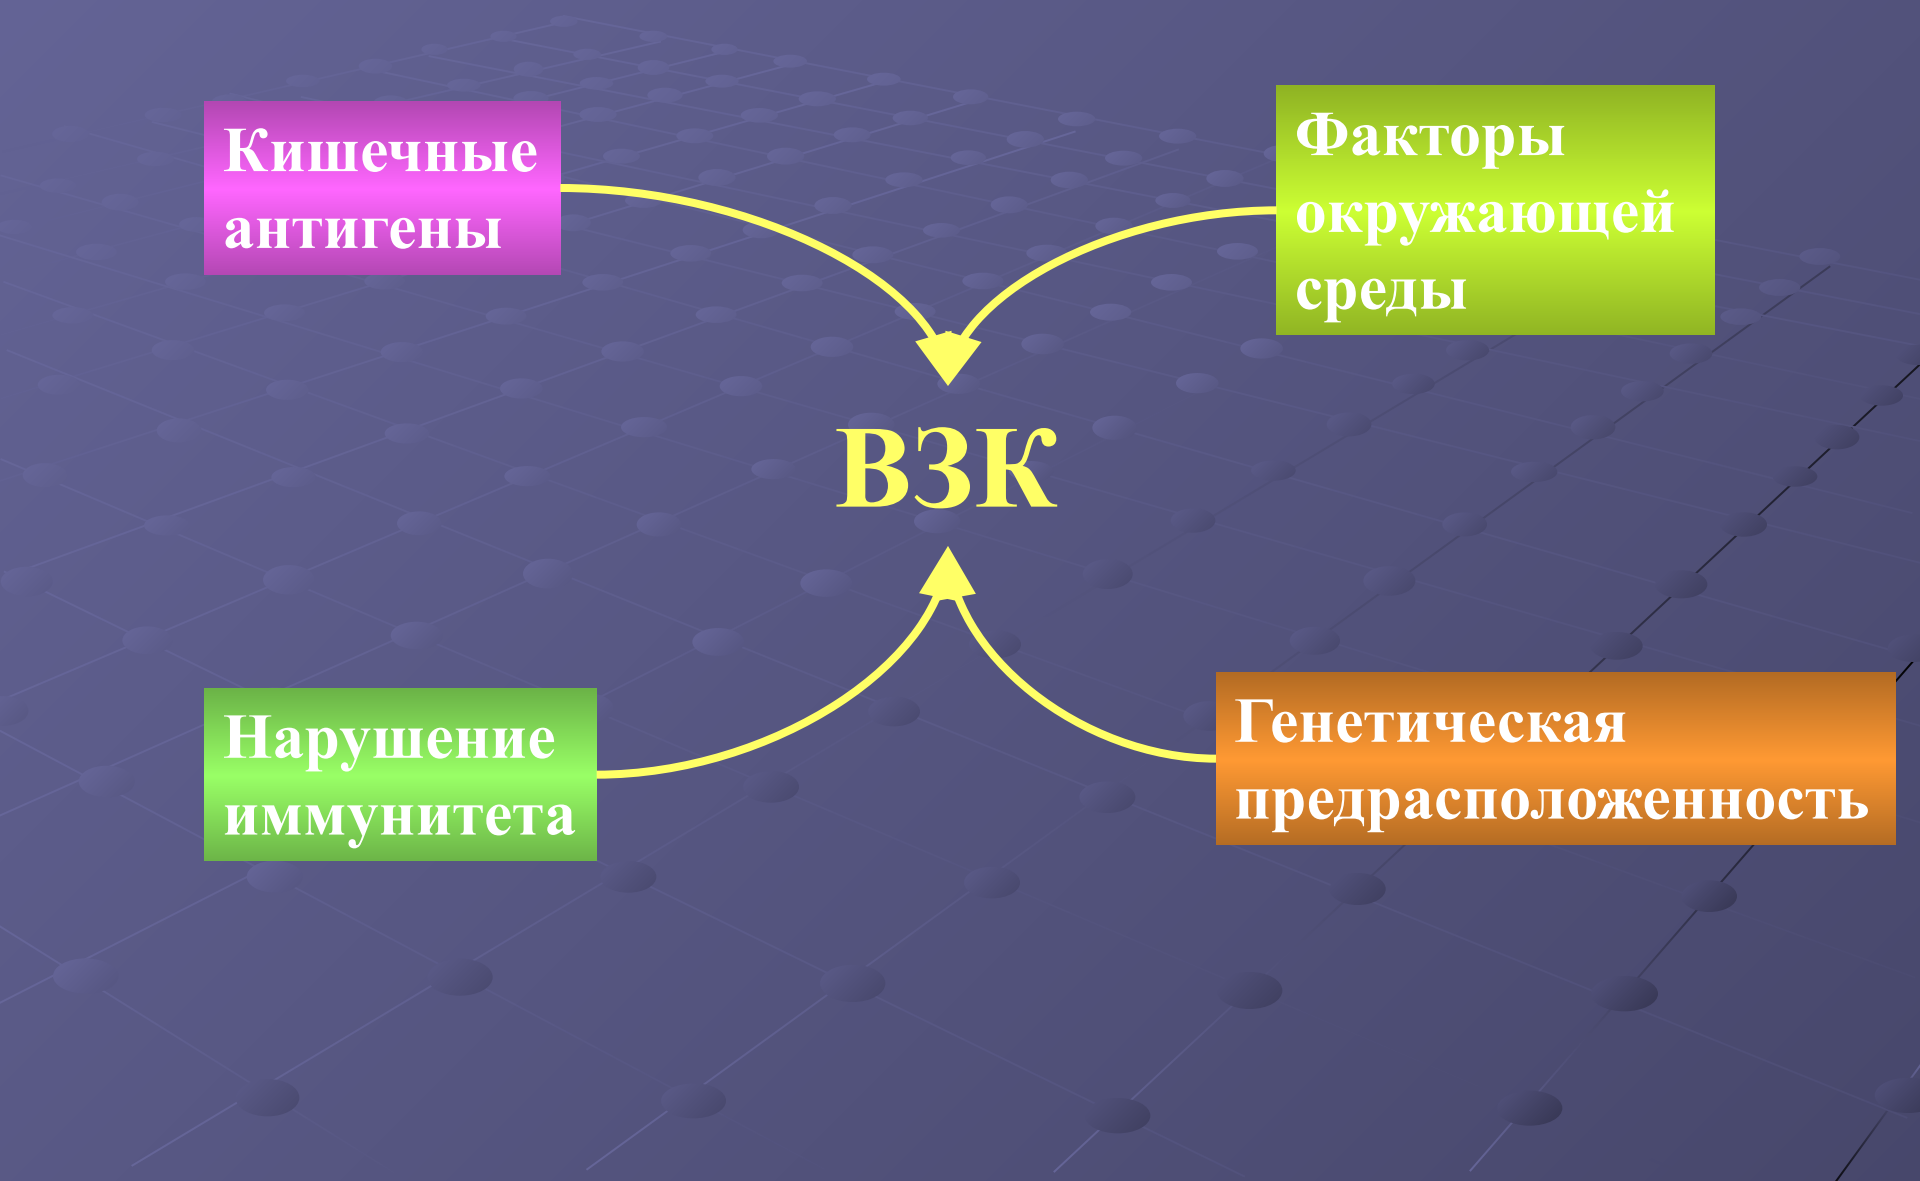 Кишечные
антигены
Факторы
окружающей
среды
ВЗК
Нарушение
иммунитета
Генетическая
предрасположенность